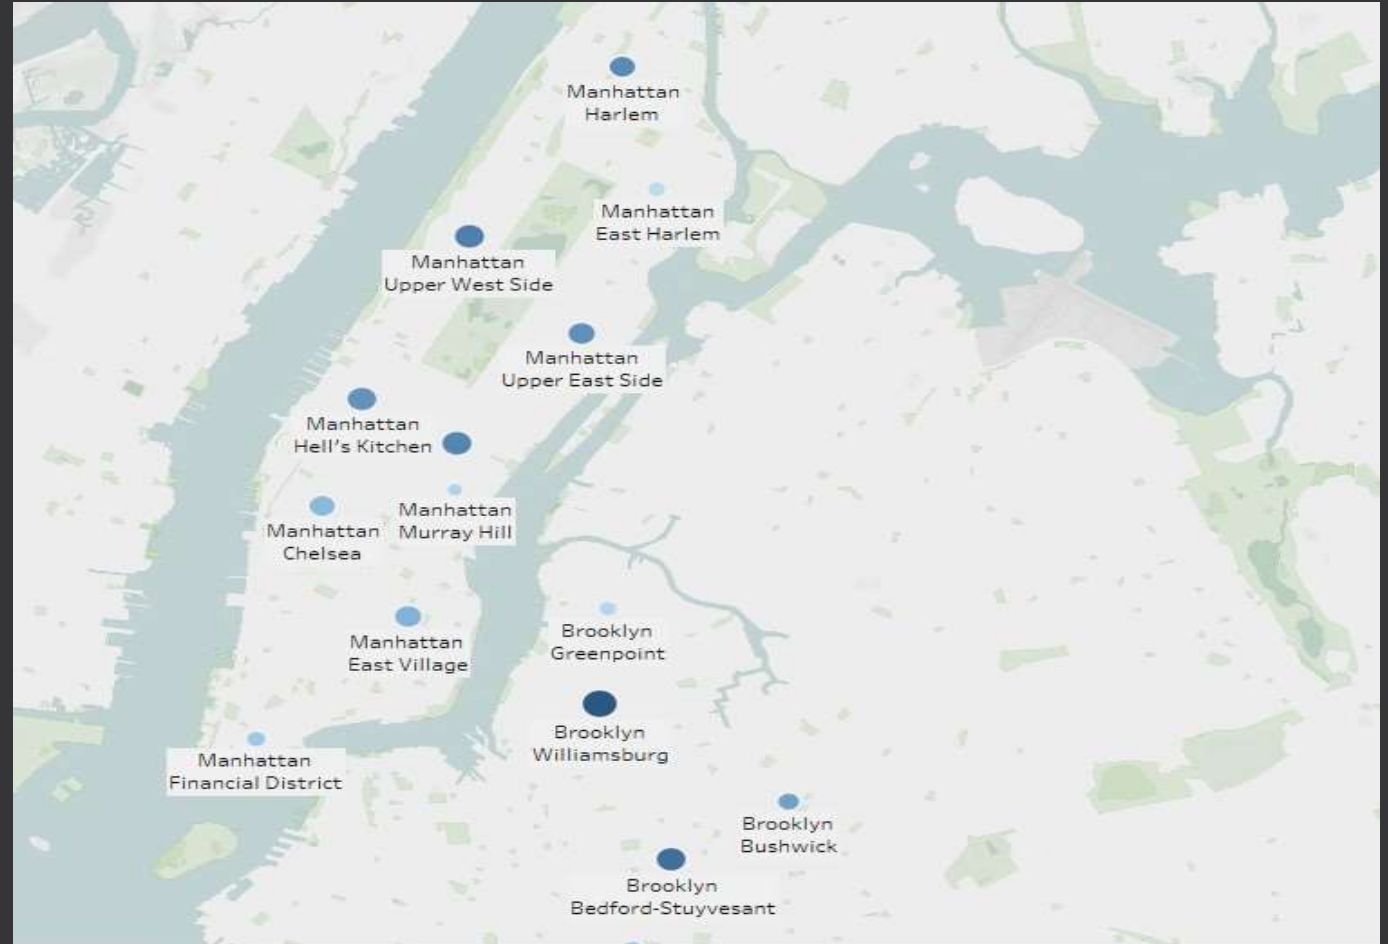 Manhattan
Harlem
Manhattan
East Harlem
Manhattan
Upper West Side
Manhattan
Upper East Side
Manhattan
Hell's Kitchen
Manhattan
Chelsea
Manhattan
Murray Hill
Manhattan
East Village
Brooklyn
Greenpoint
Brooklyn
Williamsburg
Manhattan
Financial District
Brooklyn
Bushwick
Brooklyn
Bedford-Stuyvesant